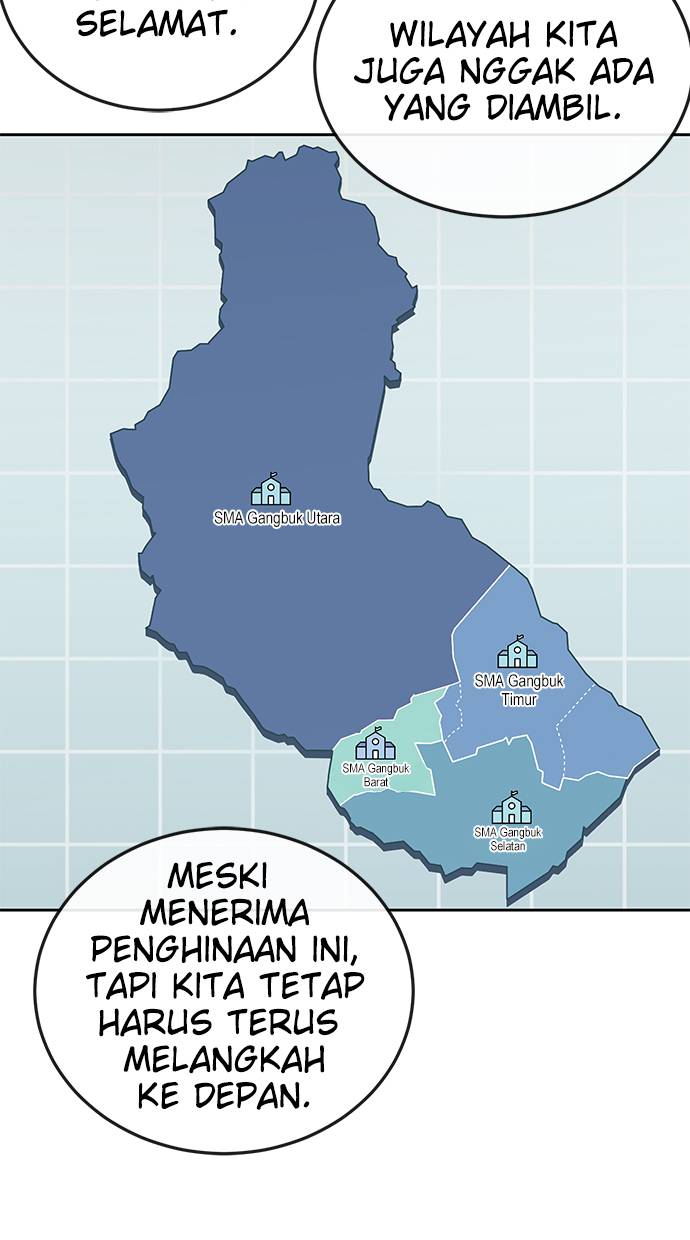 SELAMAT.
WILAYAH KITA
JUGA NGGAK ADA
YANG DIAMBIL.
SMA Gangbuk Utara
SMA Gangbuk
Timur
SMA Gangbuk
Barat
SMA Gangbuk
Selatan
MESKI
MENERIMA
PENGHINAAN INI,
TAPI KITA TETAP
HARUS TERUS
MELANGKAH
KE DEPAN.